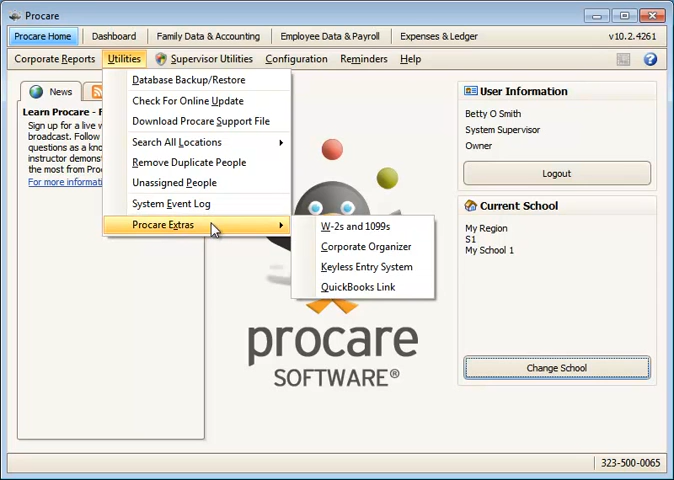 Procare
Procare Home
Dashboard
Family Data & Accounting
Employee Data & Payroll
Expenses & Ledger
v10.2.4261
Corporate Reports
Utilities
Supervisor Utilities
Configuration
Reminders
Help
News
Learn Procare - F
Sign up for a live w
broadcast. Follow
questions as a kno
instructor demons
the most from Proc
For more informati
Database Backup/Restore
Check For Online Update
Download Procare Support File
Search All Locations
Remove Duplicate People
Unassigned People
System Event Log
Procare Extras
W-2s and 1099s
Corporate Organizer
Keyless Entry System
QuickBooks Link
procare
SOFTWARE®
User Information
Betty O Smith
System Supervisor
Owner
Logout
Current School
My Region
S1
My School 1
Change School
323-500-0065